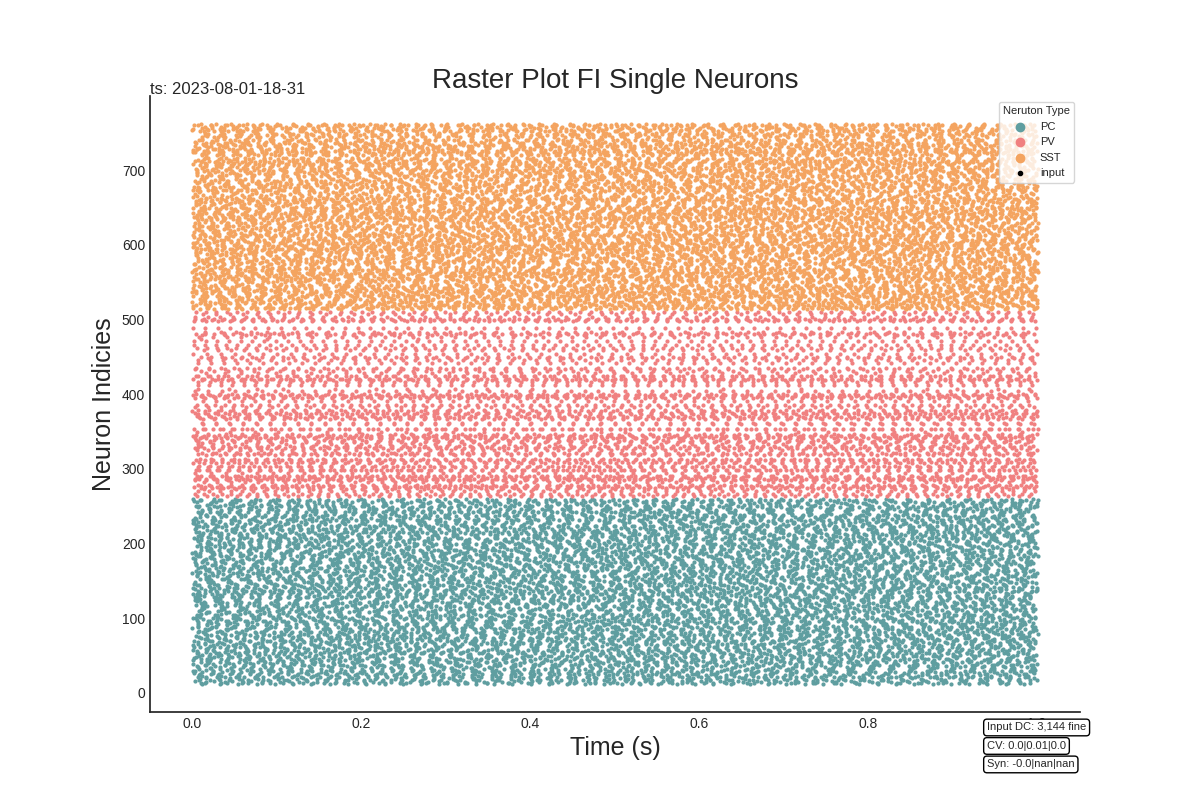 Raster Plot FI Single Neurons
ts: 2023-08-01-18-31
Neruton Type
PC
PV
SST
input
Neuron Indicies
700
600
500
400
300
200
100
0
0.0 0.2 0.4 0.6 0.8
Time (s)
Input DC: 3,144 fine
CV: 0.0|0.01|0.0
Syn: -0.0|nan|nan